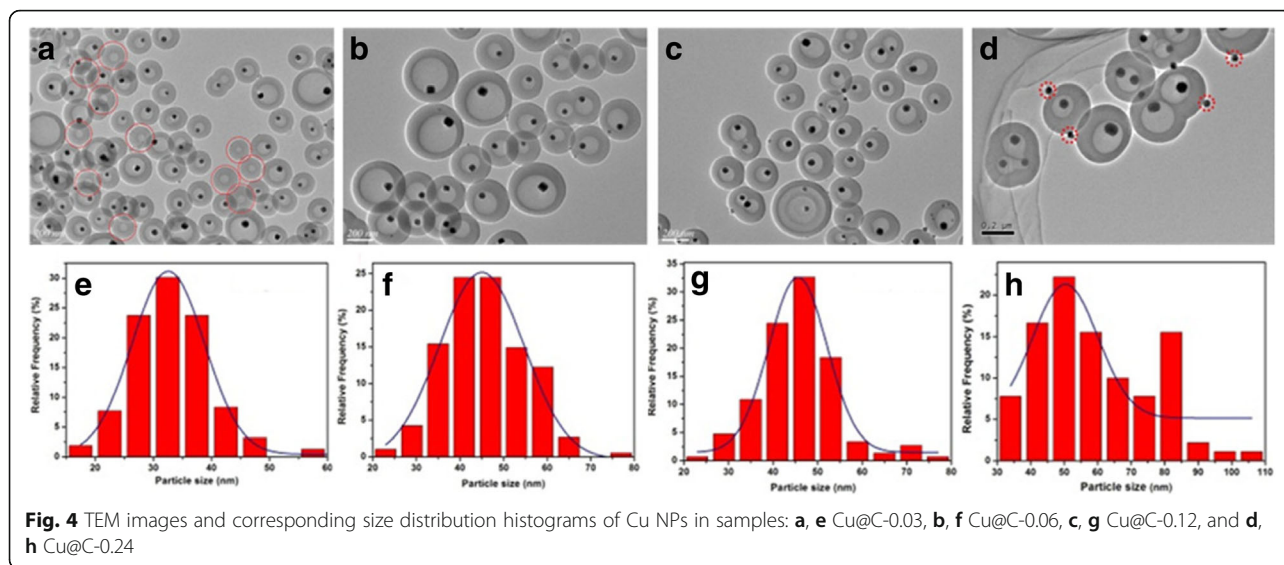 a
b
c
d
200 nm
200 nm
200 nm
0.2 µm
e
Relative Frequency (%)
30
25
20
15
10
5
0
20 30 40 50 60
Particle size (nm)
f
Relative Frequency (%)
25
20
15
10
5
0
20 30 40 50 60 70 80
Particle size (nm)
g
Relative Frequency (%)
35
30
25
20
15
10
5
0
20 30 40 50 60 70 80
Particle size (nm)
h
Relative Frequency (%)
20
15
10
5
0
30 40 50 60 70 80 90 100 110
Particle size (nm)
Fig. 4 TEM images and corresponding size distribution histograms of Cu NPs in samples: a, e Cu@C-0.03, b, f Cu@C-0.06, c, g Cu@C-0.12, and d,
h Cu@C-0.24